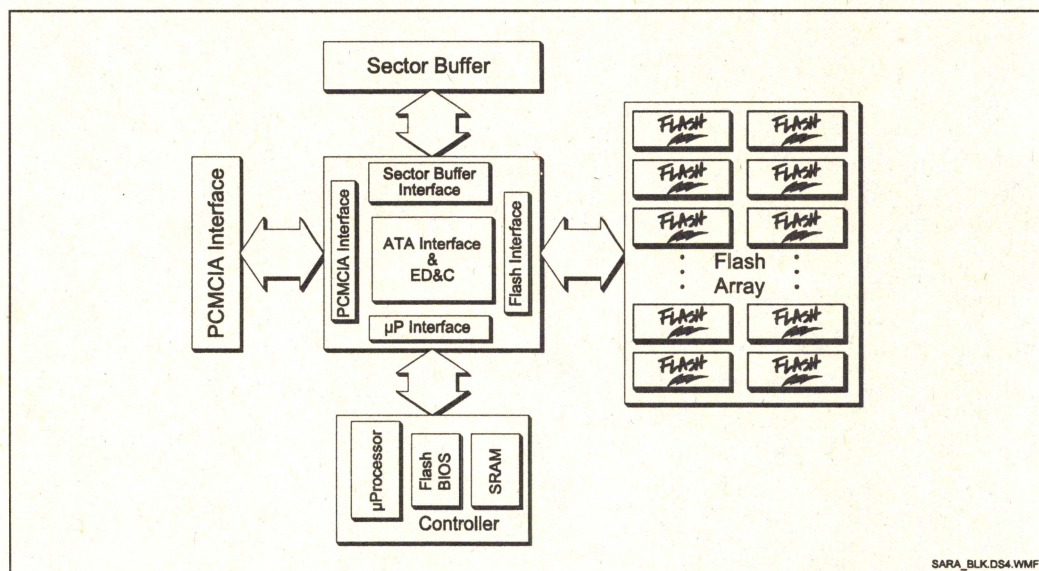 Sector Buffer
PCMCIA Interface
Sector Buffer
Interface
PCMCIA Interface
ATA Interface
&
ED&C
Flash Interface
µP Interface
FLASH FLASH
FLASH FLASH
FLASH FLASH
Flash
Array
FLASH FLASH
FLASH FLASH
µProcessor
Flash
BIOS
SRAM
Controller
SARA_BLK.DS4.WMF